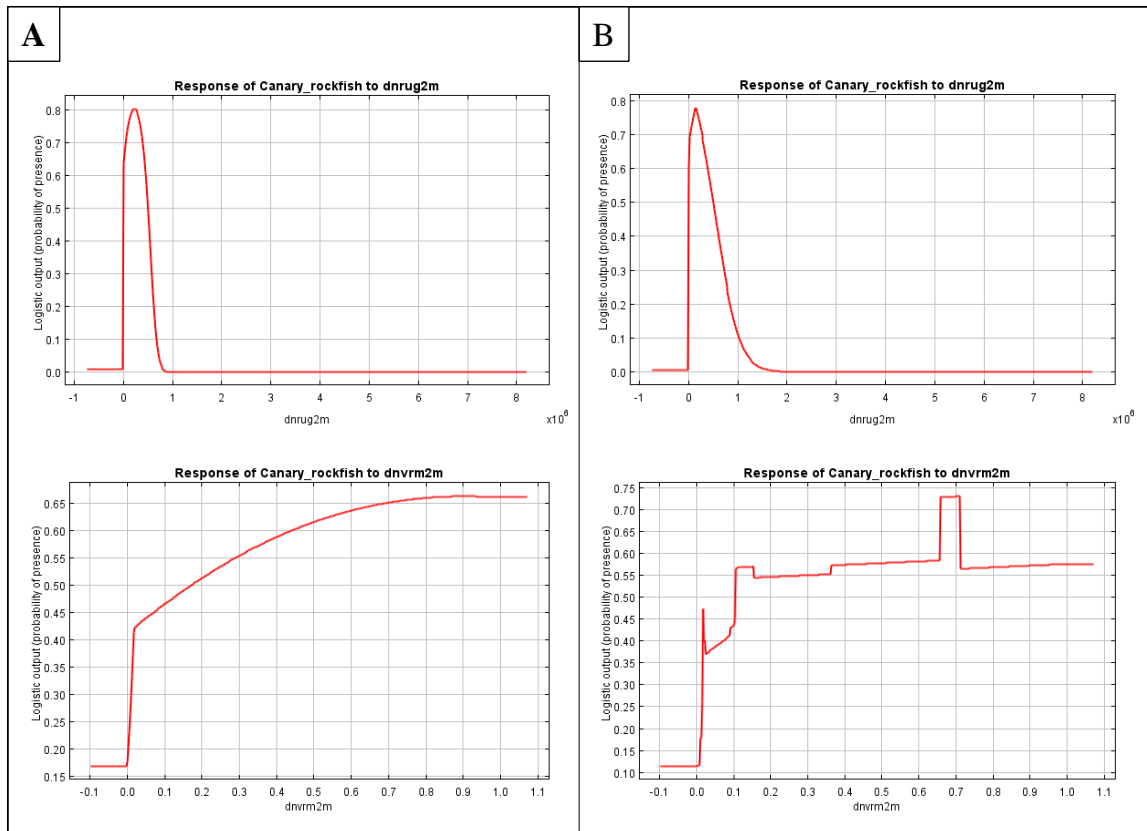 A
Response of Canary_rockfish to dnrug2m
Logistic output (probability of presence)
0.8
0.7
0.6
0.5
0.4
0.3
0.2
0.1
0.0
-1 0 1 2 3 4 5 6 7 8
x10^6
dnrug2m
Response of Canary_rockfish to dnvrm2m
Logistic output (probability of presence)
0.65
0.60
0.55
0.50
0.45
0.40
0.35
0.30
0.25
0.20
0.15
-0.1 0.0 0.1 0.2 0.3 0.4 0.5 0.6 0.7 0.8 0.9 1.0 1.1
dnvrm2m
B
Response of Canary_rockfish to dnrug2m
Logistic output (probability of presence)
0.8
0.7
0.6
0.5
0.4
0.3
0.2
0.1
0.0
-1 0 1 2 3 4 5 6 7 8
x10^6
dnrug2m
Response of Canary_rockfish to dnvrm2m
Logistic output (probability of presence)
0.75
0.70
0.65
0.60
0.55
0.50
0.45
0.40
0.35
0.30
0.25
0.20
0.15
0.10
-0.1 0.0 0.1 0.2 0.3 0.4 0.5 0.6 0.7 0.8 0.9 1.0 1.1
dnvrm2m